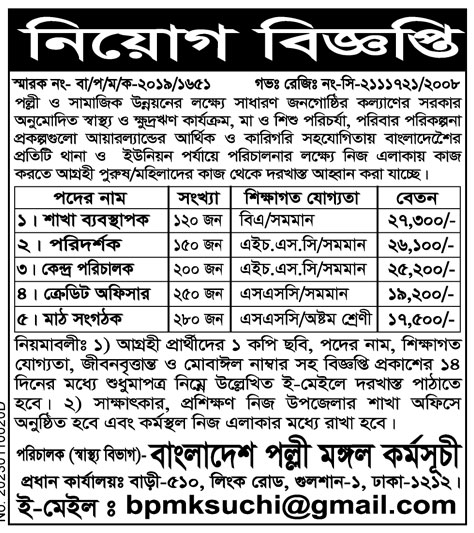 নিয়োগ বিজ্ঞপ্তি
স্মারক নং- বা/প/ম/ক-২০১৯/১৬৫১ গভঃ রেজিঃ নং-সি-২১১১৭২১/২০০৮
পল্লী ও সামাজিক উন্নয়নের লক্ষ্যে সাধারণ জনগোষ্ঠির কল্যাণের সরকার
অনুমোদিত স্বাস্থ্য ও ক্ষুদ্রঋণ কার্যক্রম, মা ও শিশু পরিচর্যা, পরিবার পরিকল্পনা
প্রকল্পগুলো আয়ারল্যান্ডের আর্থিক ও কারিগরি সহযোগিতায় বাংলাদেশের
প্রতিটি থানা ও ইউনিয়ন পর্যায়ে পরিচালনার লক্ষ্যে নিজ এলাকায় কাজ
করতে আগ্রহী পুরুষ/মহিলাদের কাজ থেকে দরখাস্ত আহ্বান করা যাচ্ছে।
পদের নাম সংখ্যা শিক্ষাগত যোগ্যতা বেতন
১। শাখা ব্যবস্থাপক ১২০ জন বিএ/সমমান ২৭,৩০০/-
২। পরিদর্শক ১৫০ জন এইচ.এস.সি/সমমান ২৬,১০০/-
৩। কেন্দ্র পরিচালক ২০০ জন এইচ.এস.সি/সমমান ২৫,২০০/-
৪। ক্রেডিট অফিসার ২৫০ জন এসএসসি/সমমান ১৯,২০০/-
৫। মাঠ সংগঠক ২৮০ জন এসএসসি/অষ্টম শ্রেণী ১৭,৫০০/-
নিয়মাবলীঃ ১) আগ্রহী প্রার্থীদের ১ কপি ছবি, পদের নাম, শিক্ষাগত
যোগ্যতা, জীবনবৃত্তান্ত ও মোবাঈল নাম্বার সহ বিজ্ঞপ্তি প্রকাশের ১৪
দিনের মধ্যে শুধুমাপত্র নিম্নে উল্লেখিত ই-মেইলে দরখাস্ত পাঠাতে
হবে। ২) সাক্ষাৎকার, প্রশিক্ষণ নিজ উপজেলার শাখা অফিসে
অনুষ্ঠিত হবে এবং কর্মস্থল নিজ এলাকার মধ্যে রাখা হবে।
পরিচালক (স্বাস্থ্য বিভাগ)- বাংলাদেশ পল্লী মঙ্গল কর্মসূচী
প্রধান কার্যালয়ঃ বাড়ী-৫১০, লিংক রোড, গুলশান-১, ঢাকা-১২১২।
ই-মেইল ঃ bpmksuchi@gmail.com
No. 20230110020D